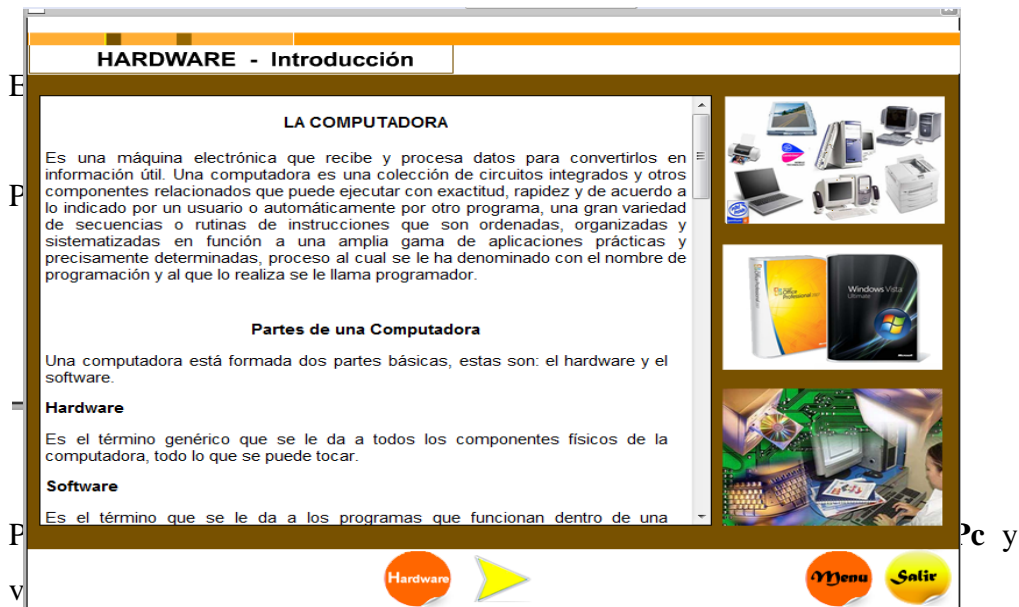 HARDWARE - Introducción
E
LA COMPUTADORA
Es una máquina electrónica que recibe y procesa datos para convertirlos en
información útil. Una computadora es una colección de circuitos integrados y otros
componentes relacionados que puede ejecutar con exactitud, rapidez y de acuerdo a
P
lo indicado por un usuario o automáticamente por otro programa, una gran variedad
de secuencias o rutinas de instrucciones que son ordenadas, organizadas y
sistematizadas en función a una amplia gama de aplicaciones prácticas y
precisamente determinadas, proceso al cual se le ha denominado con el nombre de
programación y al que lo realiza se le llama programador.
Partes de una Computadora
Una computadora está formada dos partes básicas, estas son: el hardware y el
software.
Hardware
Es el término genérico que se le da a todos los componentes físicos de la
computadora, todo lo que se puede tocar.
Software
Es el término que se le da a los programas que funcionan dentro de una
Office
Professional 2007
Windows Vista
Ultimate
P
Pc y
v
Hardware
Menu
Salir